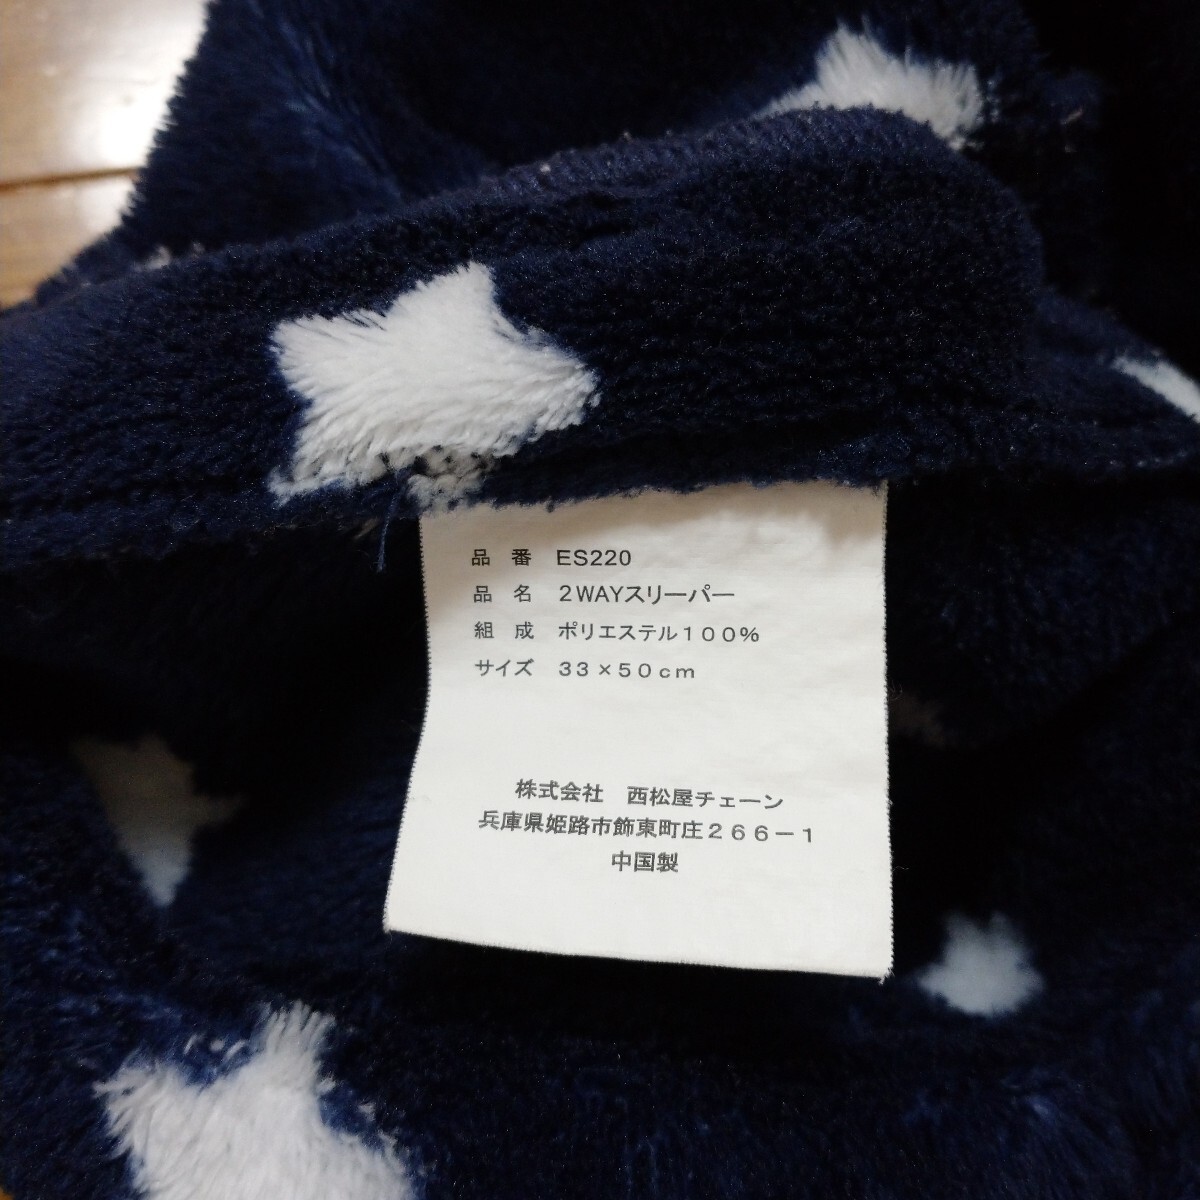 品 番 ES220
品 名 2WAYスリーパー
組 成 ポリエステル100%
サイズ 33×50cm
株式会社 西松屋チェーン
兵庫県姫路市飾東町庄266-1
中国製